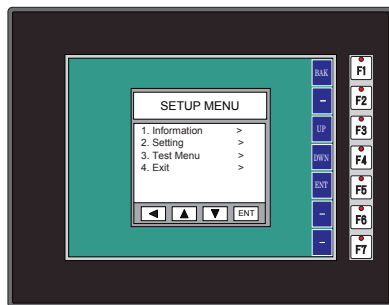 SETUP MENU
1. Information >
2. Setting >
3. Test Menu >
4. Exit >
ENT
BAK
-
UP
DWN
ENT
-
-
F1
F2
F3
F4
F5
F6
F7